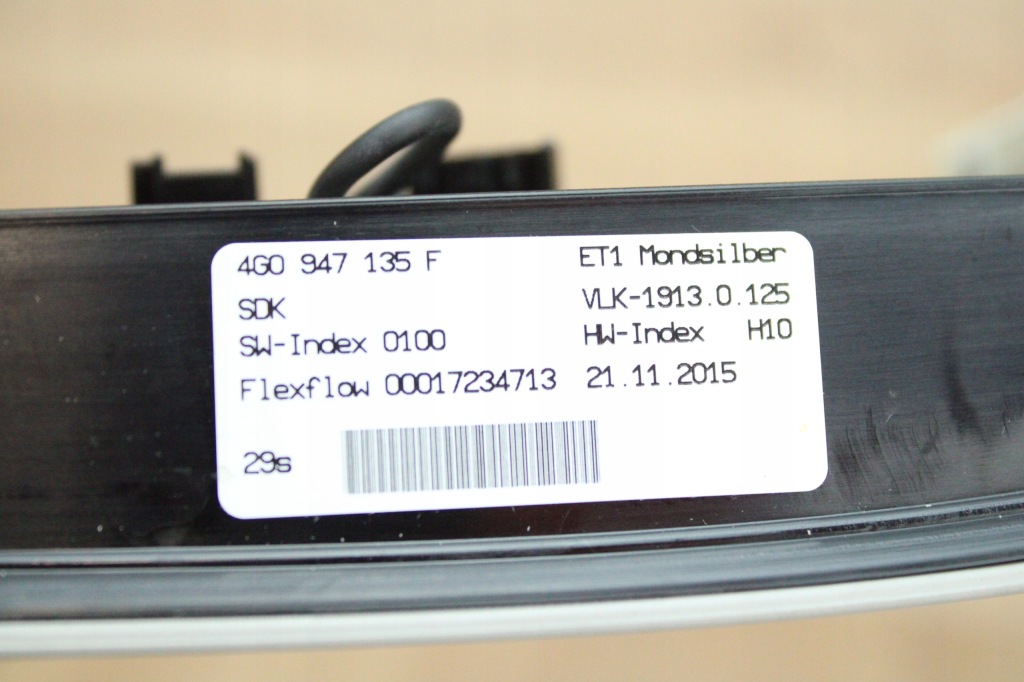 4G0 947 135 F ET1 Mondsilber
SDK VLK-1913.0.125
SW-Index 0100 HW-Index H10
Flexflow 00017234713 21.11.2015
29s